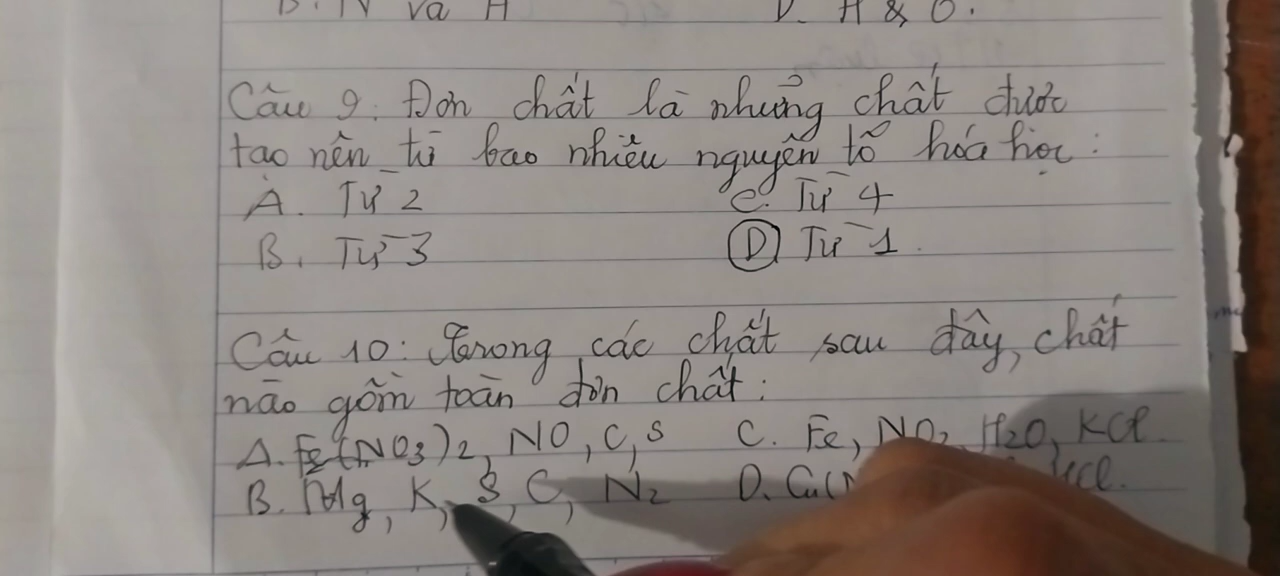 B. N và H D. H & O.
Câu 9: Đơn chất là những chất được
tạo nên từ bao nhiêu nguyên tố hóa học:
A. Từ 2 C. Từ 4
B. Từ 3 D Từ 1.
Câu 10: Trong các chất sau đây, chất
nào gồm toàn đơn chất:
A. Fe(NO3)2, NO, C, S C. Fe, NO2, H2O, KCl.
B. Mg, K, S, C, N2 D. Cu(N HCl.